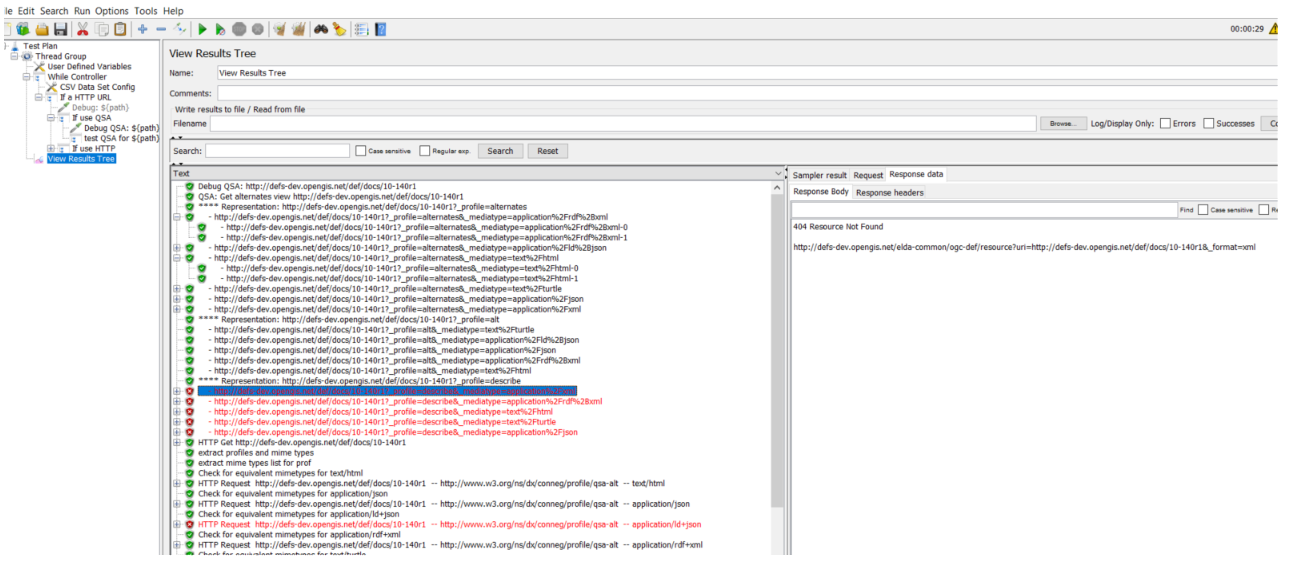 le Edit Search Run Options Tools Help
00:00:29
Test Plan
Thread Group
User Defined Variables
While Controller
CSV Data Set Config
If a HTTP URL
Debug: ${path}
If use QSA
Debug QSA: ${path}
test QSA for ${path}
If use HTTP
View Results Tree
View Results Tree
Name: View Results Tree
Comments:
Write results to file / Read from file
Filename Browse... Log/Display Only: Errors Successes Co
Search: Case sensitive Regular exp. Search Reset
Text
Debug QSA: http://defs-dev.opengis.net/def/docs/10-140r1
QSA: Get alternates view http://defs-dev.opengis.net/def/docs/10-140r1
**** Representation: http://defs-dev.opengis.net/def/docs/10-140r1?_profile=alternates
- http://defs-dev.opengis.net/def/docs/10-140r1?_profile=alternates&_mediatype=application%2Frdf%2Bxml
- http://defs-dev.opengis.net/def/docs/10-140r1?_profile=alternates&_mediatype=application%2Frdf%2Bxml-0
- http://defs-dev.opengis.net/def/docs/10-140r1?_profile=alternates&_mediatype=application%2Frdf%2Bxml-1
- http://defs-dev.opengis.net/def/docs/10-140r1?_profile=alternates&_mediatype=application%2Fld%2Bjson
- http://defs-dev.opengis.net/def/docs/10-140r1?_profile=alternates&_mediatype=text%2Fhtml
- http://defs-dev.opengis.net/def/docs/10-140r1?_profile=alternates&_mediatype=text%2Fhtml-0
- http://defs-dev.opengis.net/def/docs/10-140r1?_profile=alternates&_mediatype=text%2Fhtml-1
- http://defs-dev.opengis.net/def/docs/10-140r1?_profile=alternates&_mediatype=text%2Fturtle
- http://defs-dev.opengis.net/def/docs/10-140r1?_profile=alternates&_mediatype=application%2Fjson
- http://defs-dev.opengis.net/def/docs/10-140r1?_profile=alternates&_mediatype=application%2Fxml
**** Representation: http://defs-dev.opengis.net/def/docs/10-140r1?_profile=alt
- http://defs-dev.opengis.net/def/docs/10-140r1?_profile=alt&_mediatype=text%2Fturtle
- http://defs-dev.opengis.net/def/docs/10-140r1?_profile=alt&_mediatype=application%2Fld%2Bjson
- http://defs-dev.opengis.net/def/docs/10-140r1?_profile=alt&_mediatype=application%2Fjson
- http://defs-dev.opengis.net/def/docs/10-140r1?_profile=alt&_mediatype=application%2Frdf%2Bxml
- http://defs-dev.opengis.net/def/docs/10-140r1?_profile=alt&_mediatype=text%2Fhtml
**** Representation: http://defs-dev.opengis.net/def/docs/10-140r1?_profile=describe
- http://defs-dev.opengis.net/def/docs/10-140r1?_profile=describe&_mediatype=application%2Fxml
- http://defs-dev.opengis.net/def/docs/10-140r1?_profile=describe&_mediatype=application%2Frdf%2Bxml
- http://defs-dev.opengis.net/def/docs/10-140r1?_profile=describe&_mediatype=text%2Fhtml
- http://defs-dev.opengis.net/def/docs/10-140r1?_profile=describe&_mediatype=text%2Fturtle
- http://defs-dev.opengis.net/def/docs/10-140r1?_profile=describe&_mediatype=application%2Fjson
HTTP Get http://defs-dev.opengis.net/def/docs/10-140r1
extract profiles and mime types
extract mime types list for prof
Check for equivalent mimetypes for text/html
HTTP Request http://defs-dev.opengis.net/def/docs/10-140r1 -- http://www.w3.org/ns/dx/conneg/profile/qsa-alt -- text/html
Check for equivalent mimetypes for application/json
HTTP Request http://defs-dev.opengis.net/def/docs/10-140r1 -- http://www.w3.org/ns/dx/conneg/profile/qsa-alt -- application/json
Check for equivalent mimetypes for application/ld+json
HTTP Request http://defs-dev.opengis.net/def/docs/10-140r1 -- http://www.w3.org/ns/dx/conneg/profile/qsa-alt -- application/ld+json
Check for equivalent mimetypes for application/rdf+xml
HTTP Request http://defs-dev.opengis.net/def/docs/10-140r1 -- http://www.w3.org/ns/dx/conneg/profile/qsa-alt -- application/rdf+xml
Check for equivalent mimetypes for text/turtle
Sampler result Request Response data
Response Body Response headers
Find Case sensitive Re
404 Resource Not Found
http://defs-dev.opengis.net/elda-common/ogc-def/resource?uri=http://defs-dev.opengis.net/def/docs/10-140r1&_format=xml